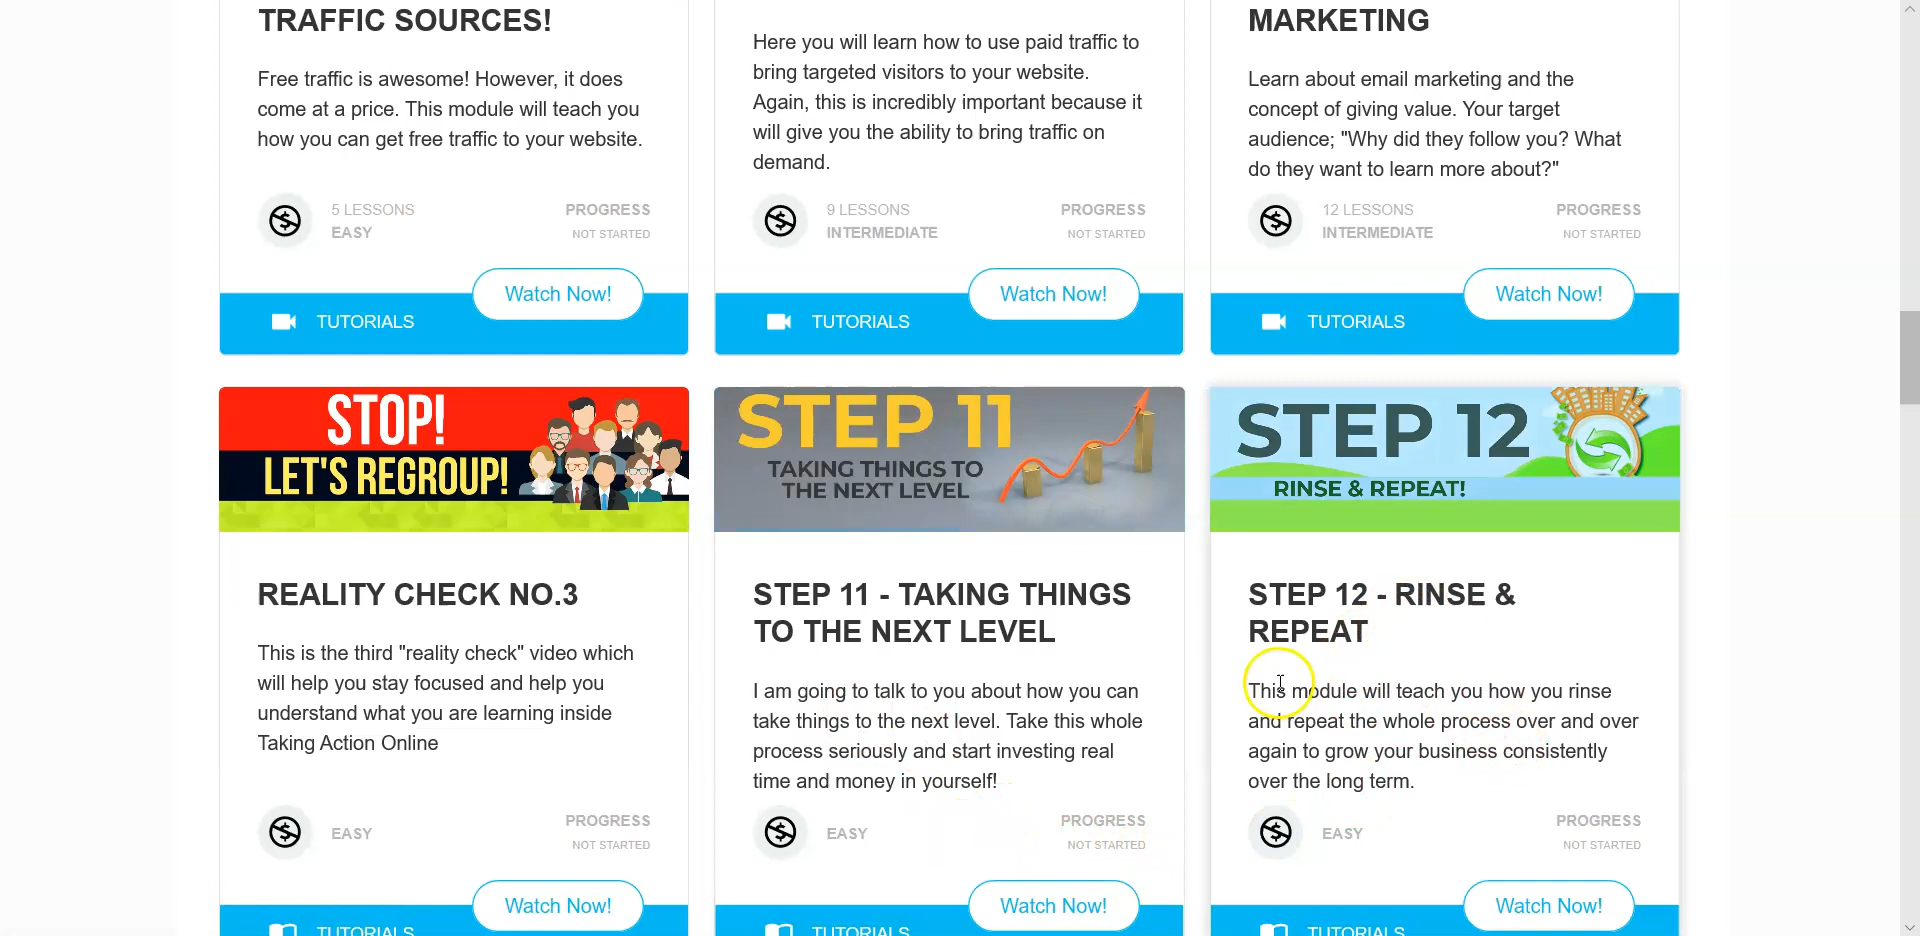 TRAFFIC SOURCES!
Free traffic is awesome! However, it does
come at a price. This module will teach you
how you can get free traffic to your website.
5 LESSONS
EASY
PROGRESS
NOT STARTED
Watch Now!
TUTORIALS
Here you will learn how to use paid traffic to
bring targeted visitors to your website.
Again, this is incredibly important because it
will give you the ability to bring traffic on
demand.
9 LESSONS
INTERMEDIATE
PROGRESS
NOT STARTED
Watch Now!
TUTORIALS
MARKETING
Learn about email marketing and the
concept of giving value. Your target
audience; "Why did they follow you? What
do they want to learn more about?"
12 LESSONS
INTERMEDIATE
PROGRESS
NOT STARTED
Watch Now!
TUTORIALS
STOP!
LET'S REGROUP!
REALITY CHECK NO.3
This is the third "reality check" video which
will help you stay focused and help you
understand what you are learning inside
Taking Action Online
EASY
PROGRESS
NOT STARTED
Watch Now!
TUTORIALS
STEP 11
TAKING THINGS TO
THE NEXT LEVEL
STEP 11 - TAKING THINGS
TO THE NEXT LEVEL
I am going to talk to you about how you can
take things to the next level. Take this whole
process seriously and start investing real
time and money in yourself!
EASY
PROGRESS
NOT STARTED
Watch Now!
TUTORIALS
STEP 12
RINSE & REPEAT!
STEP 12 - RINSE &
REPEAT
This module will teach you how you rinse
and repeat the whole process over and over
again to grow your business consistently
over the long term.
EASY
PROGRESS
NOT STARTED
Watch Now!
TUTORIALS